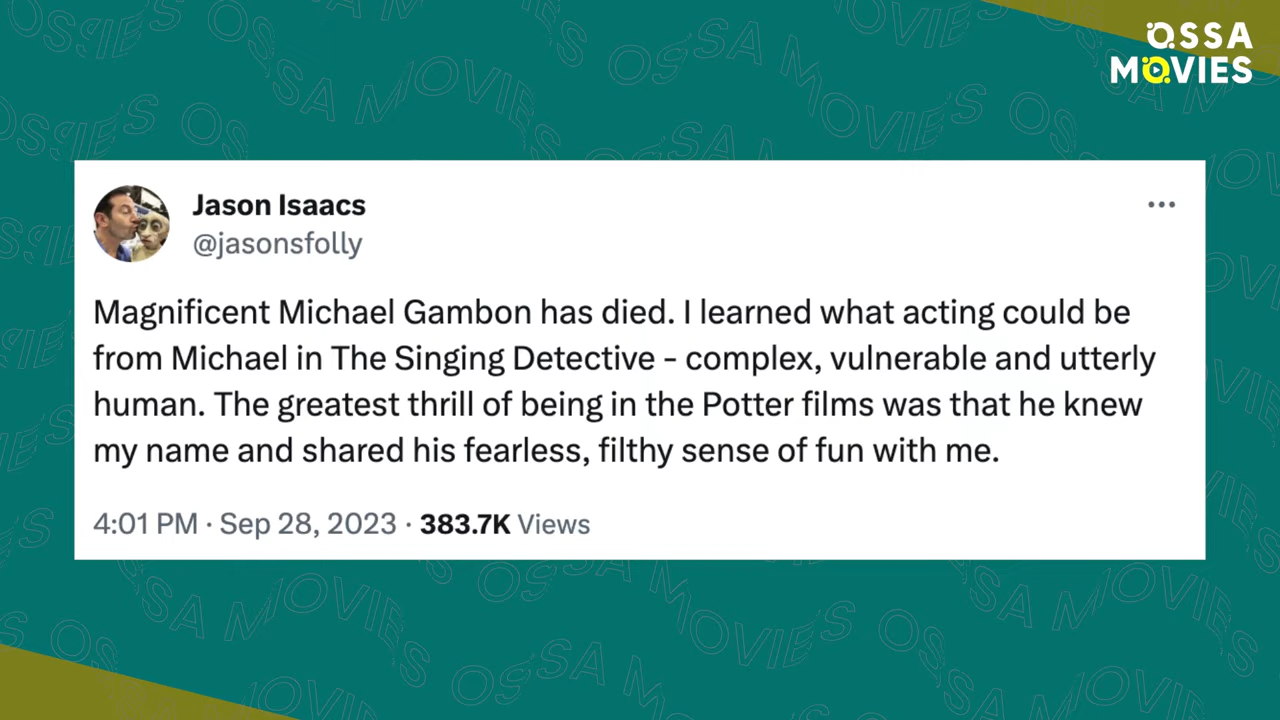 OSSA
MOVIES
Jason Isaacs
@jasonsfolly
Magnificent Michael Gambon has died. I learned what acting could be
from Michael in The Singing Detective - complex, vulnerable and utterly
human. The greatest thrill of being in the Potter films was that he knew
my name and shared his fearless, filthy sense of fun with me.
4:01 PM · Sep 28, 2023 · 383.7K Views